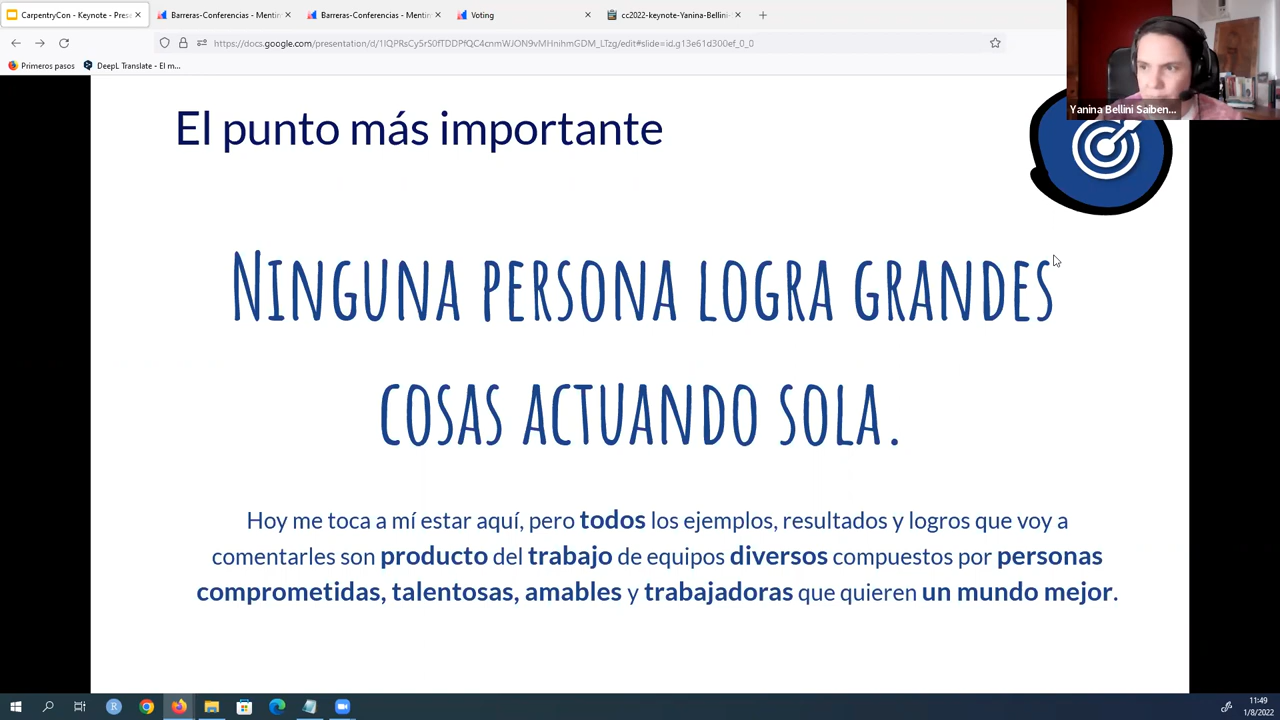 CarpentryCon - Keynote - Prese
Barreras-Conferencias - Mentim
Barreras-Conferencias - Mentim
Voting
cc2022-keynote-Yanina-Bellini-
https://docs.google.com/presentation/d/1IQPRsCy5rS0fTDDPfQC4cnmWJON9vMHnihmGDM_LTzg/edit#slide=id.g13e61d300ef_0_0
Primeros pasos
DeepL Translate - El m...
Yanina Bellini Saiben...
El punto más importante
Ninguna persona logra grandes
cosas actuando sola.
Hoy me toca a mí estar aquí, pero todos los ejemplos, resultados y logros que voy a
comentarles son producto del trabajo de equipos diversos compuestos por personas
comprometidas, talentosas, amables y trabajadoras que quieren un mundo mejor.
11:49
1/8/2022